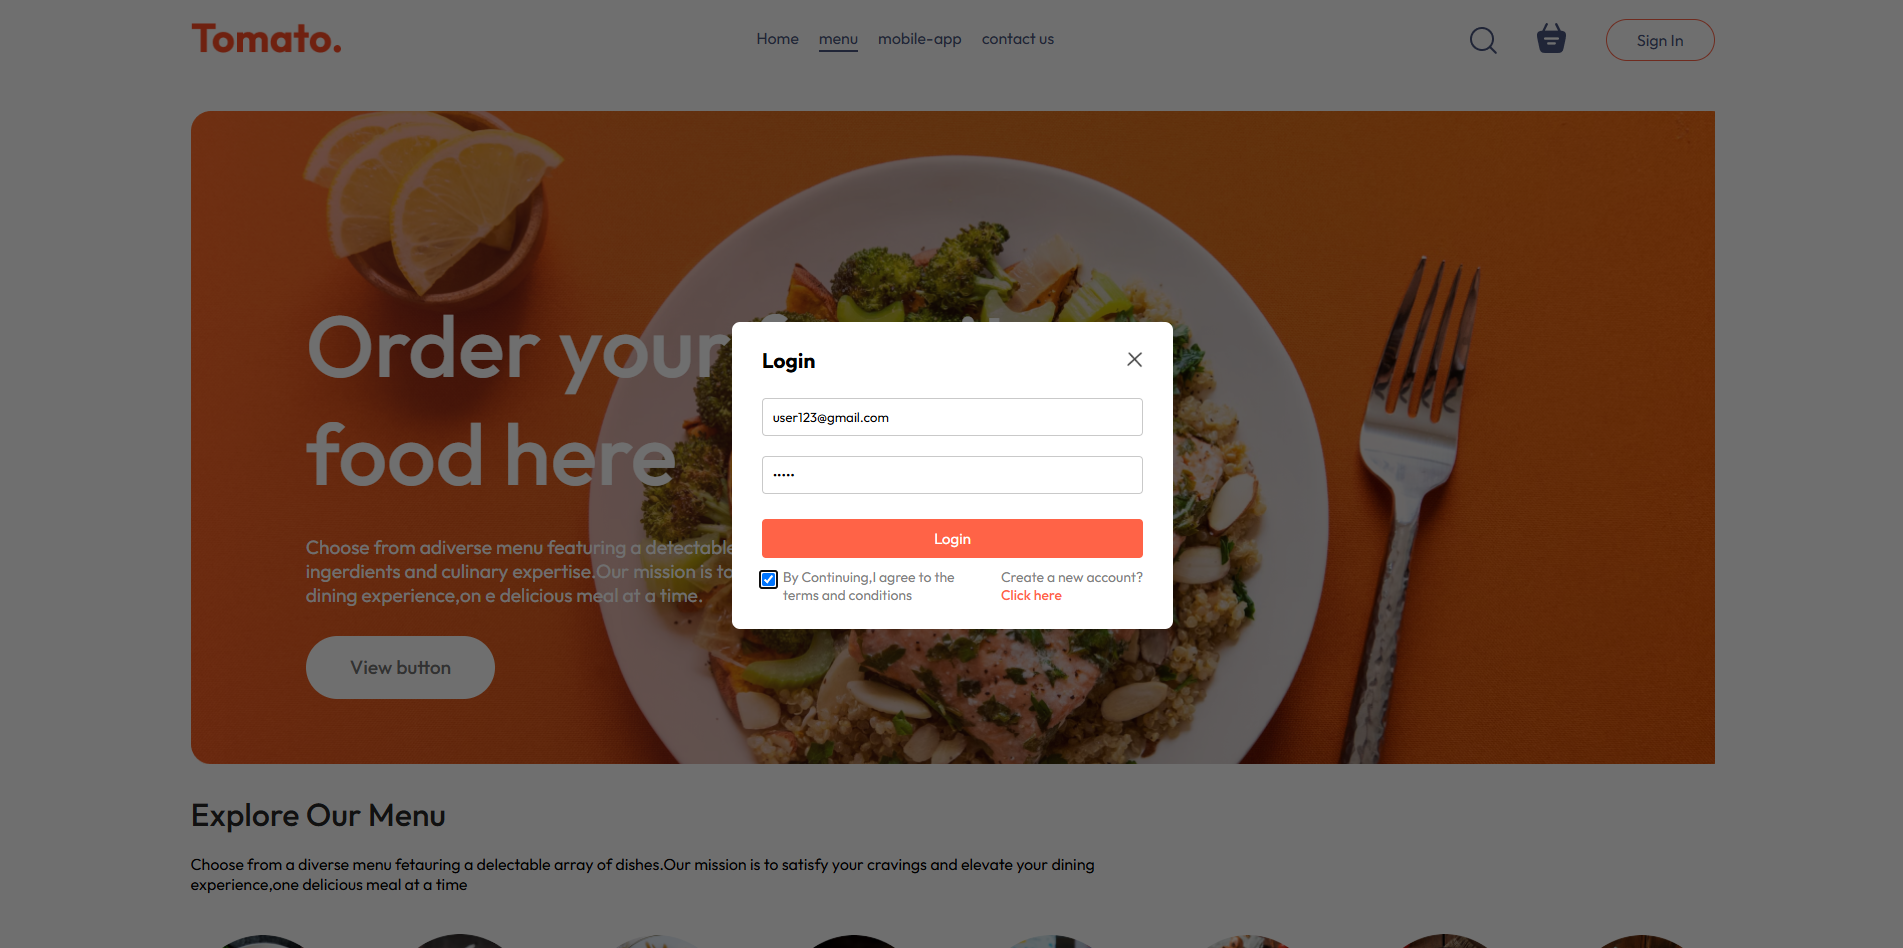 Tomato.
Home menu mobile-app contact us
Sign In
Order your
food here
Choose from adiverse menu featuring a detectable
ingerdients and culinary expertise.Our mission is to
dining experience,on e delicious meal at a time.
View button
Login
user123@gmail.com
•••••
Login
By Continuing,I agree to the
terms and conditions
Create a new account?
Click here
Explore Our Menu
Choose from a diverse menu fetauring a delectable array of dishes.Our mission is to satisfy your cravings and elevate your dining
experience,one delicious meal at a time